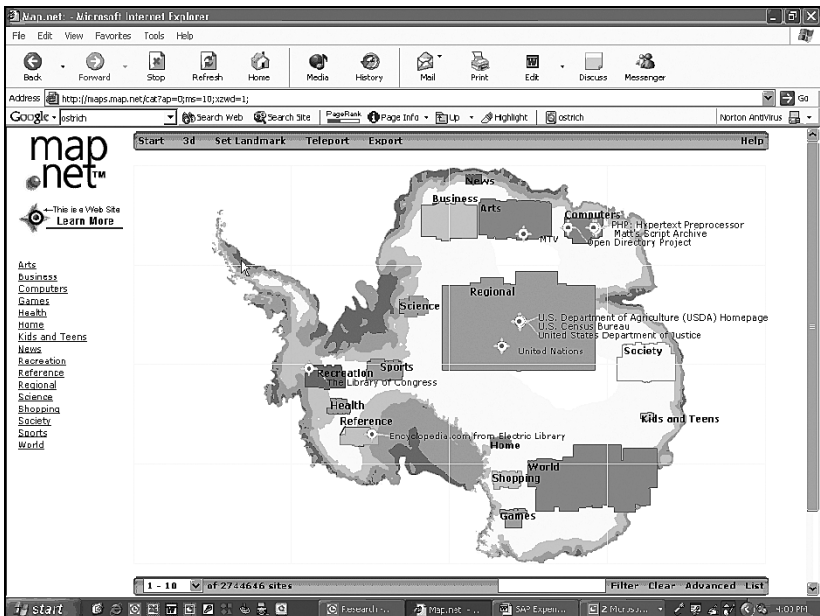 Map.net: - Microsoft Internet Explorer
File Edit View Favorites Tools Help
Back Forward Stop Refresh Home Media History Mail Print Edit Discuss Messenger
Address http://maps.map.net/cat?ap=0;ms=10;xzwd=1; Go
Google ostrich Search Web Search Site PageRank Page Info Up Highlight ostrich Norton AntiVirus
map.net™
This is a Web Site
Learn More
Start 3d Set Landmark Teleport Export Help
Arts
Business
Computers
Games
Health
Home
Kids and Teens
News
Recreation
Reference
Regional
Science
Shopping
Society
Sports
World
News
Business
Arts
Computers
PHP: Hypertext Preprocessor
Matt's Script Archive
MTV
Open Directory Project
Regional
Science
U.S. Department of Agriculture (USDA) Homepage
U.S. Census Bureau
United States Department of Justice
United Nations
Society
Sports
Recreation
The Library of Congress
Health
Kids and Teens
Reference
Encyclopedia.com from Electric Library
Home
World
Shopping
Games
1 - 10 of 2744646 sites Filter Clear Advanced List
start Research -... Map.net - ... SAP Expen... 2 Micros... 4:00 PM